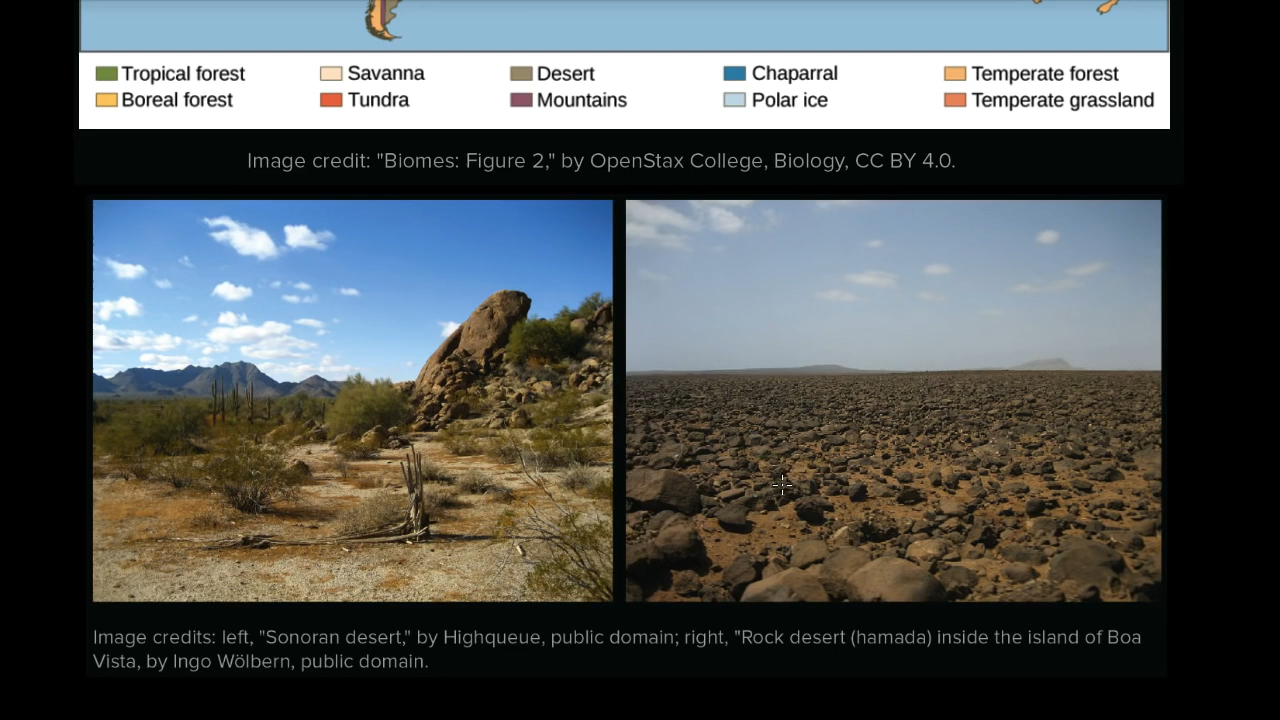 Tropical forest Savanna Desert Chaparral Temperate forest
Boreal forest Tundra Mountains Polar ice Temperate grassland
Image credit: "Biomes: Figure 2," by OpenStax College, Biology, CC BY 4.0.
Image credits: left, "Sonoran desert," by Highqueue, public domain; right, "Rock desert (hamada) inside the island of Boa
Vista, by Ingo Wölbern, public domain.